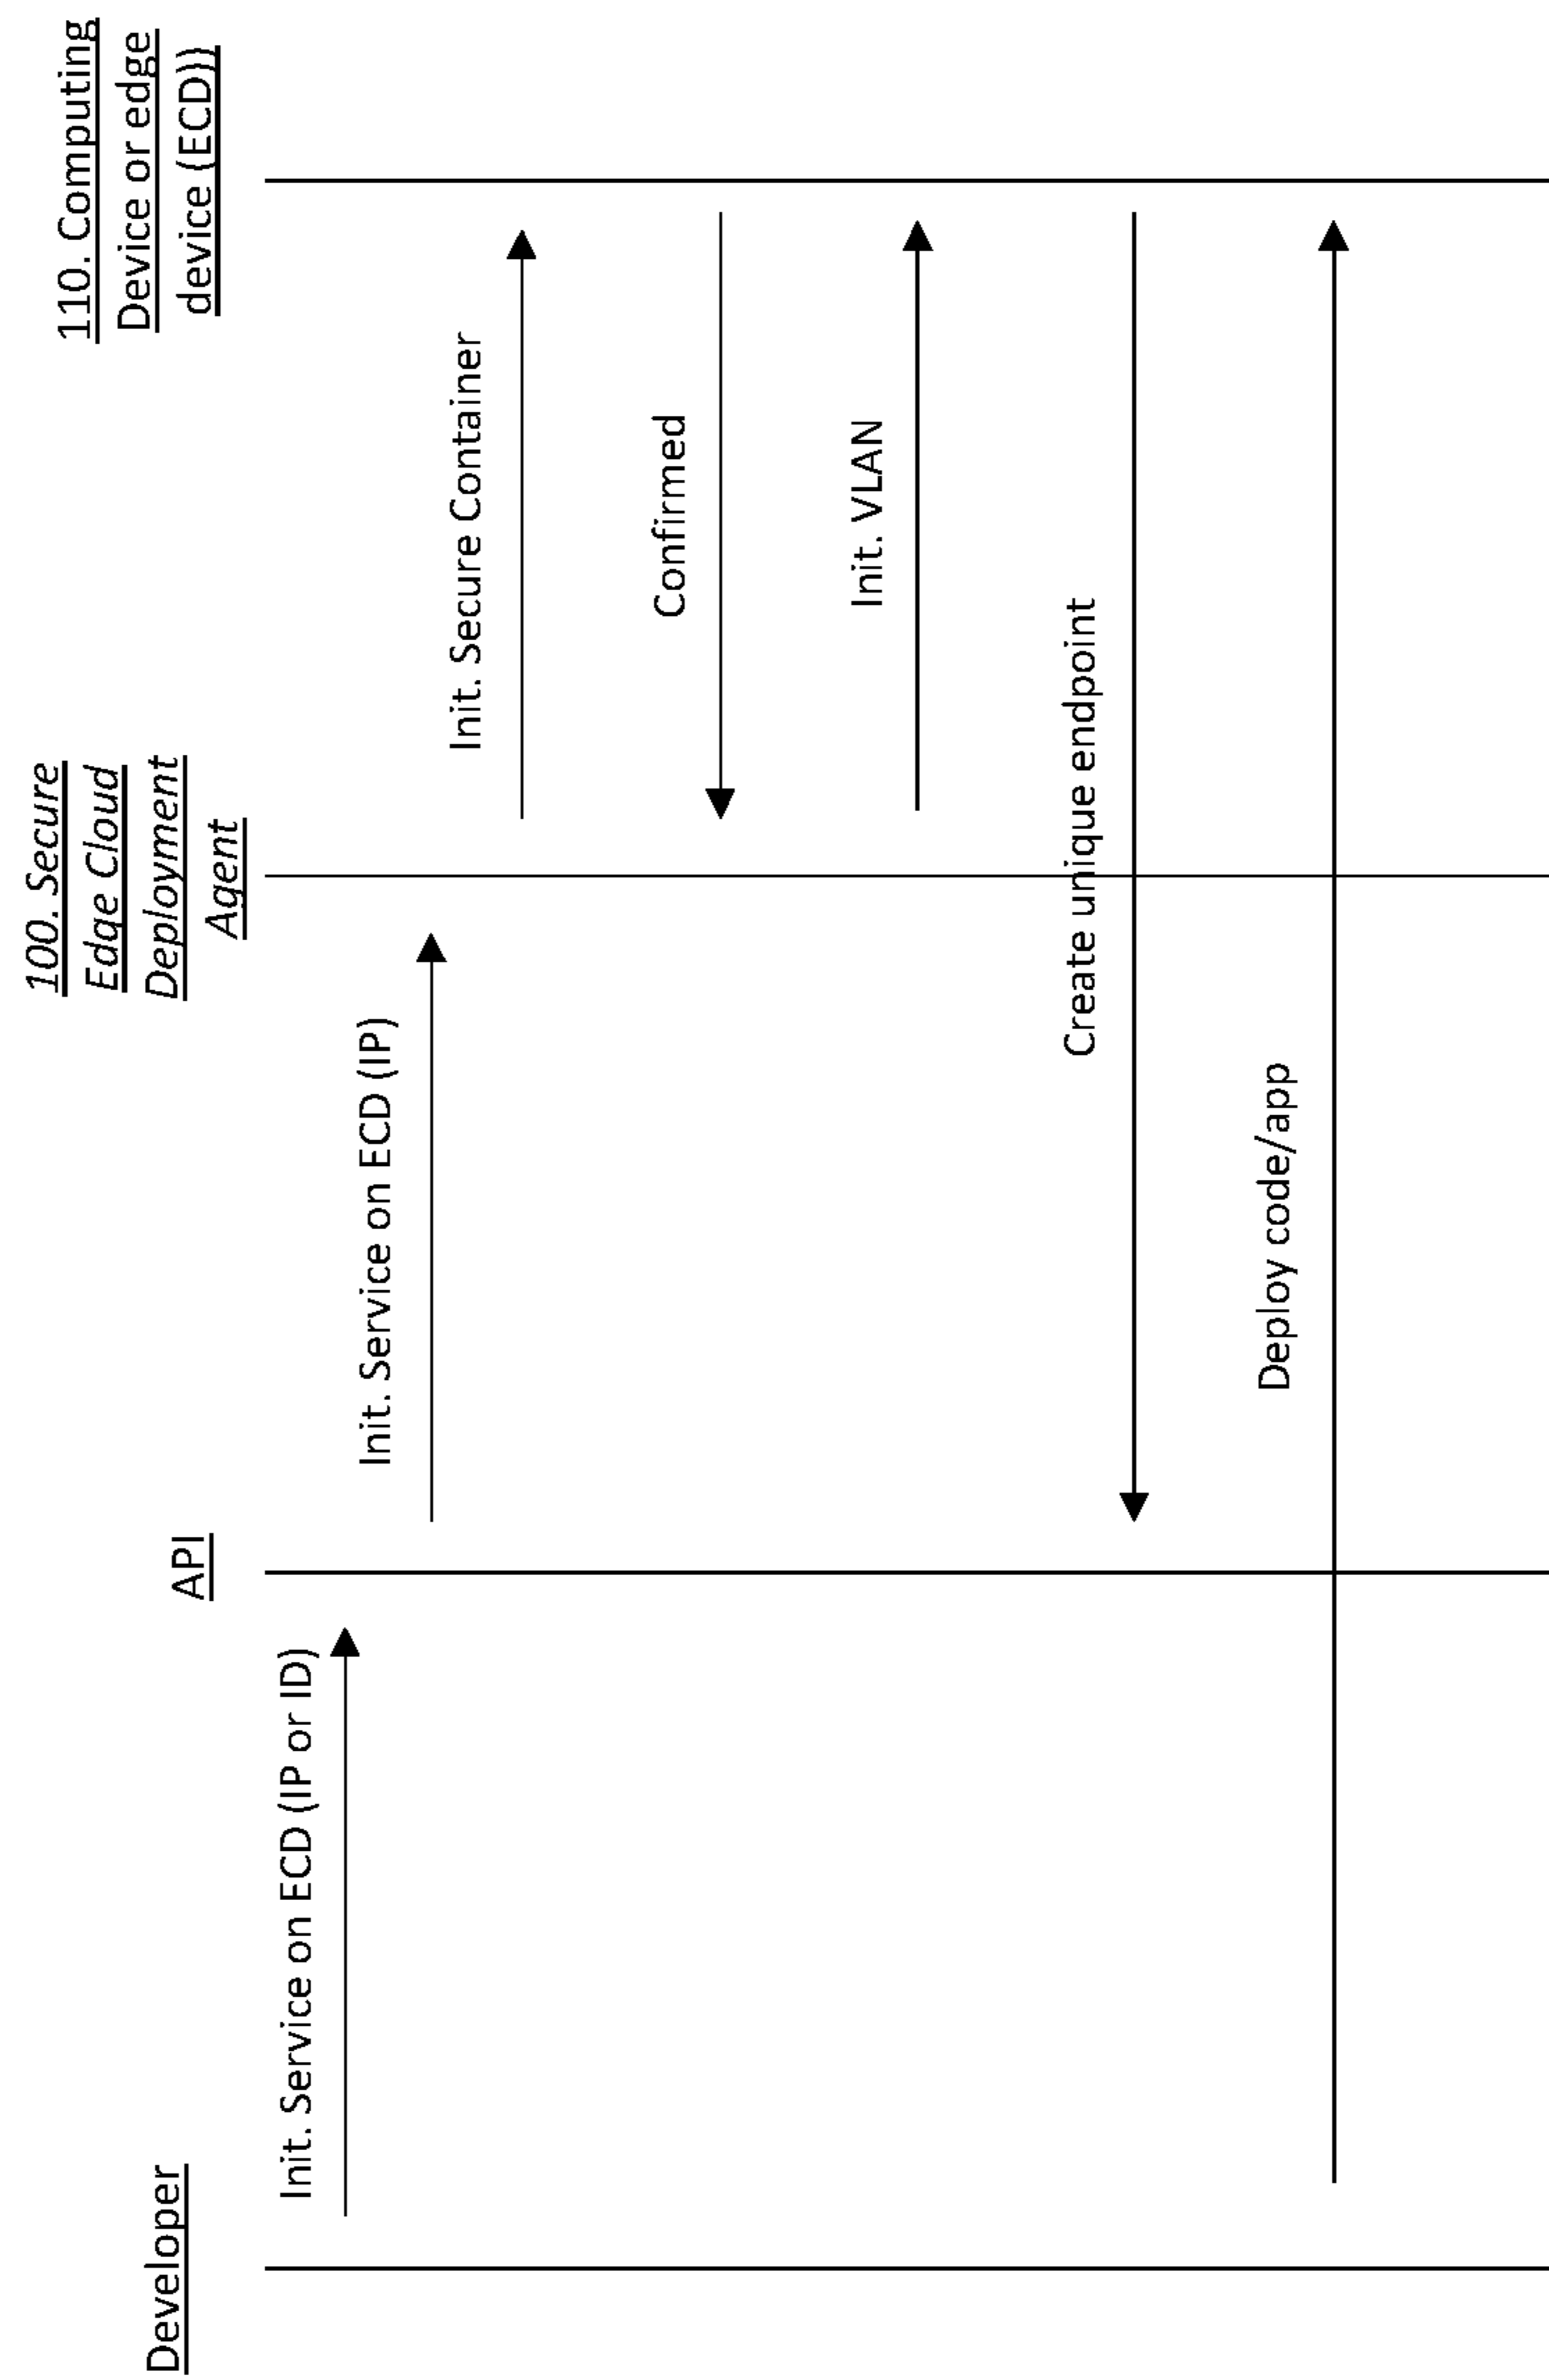 Developer
API
100. Secure
Edge Cloud
Deployment
Agent
110. Computing
Device or edge
device (ECD))
Init. Service on ECD (IP or ID)
Init. Service on ECD (IP)
Init. Secure Container
Confirmed
Init. VLAN
Create unique endpoint
Deploy code/app